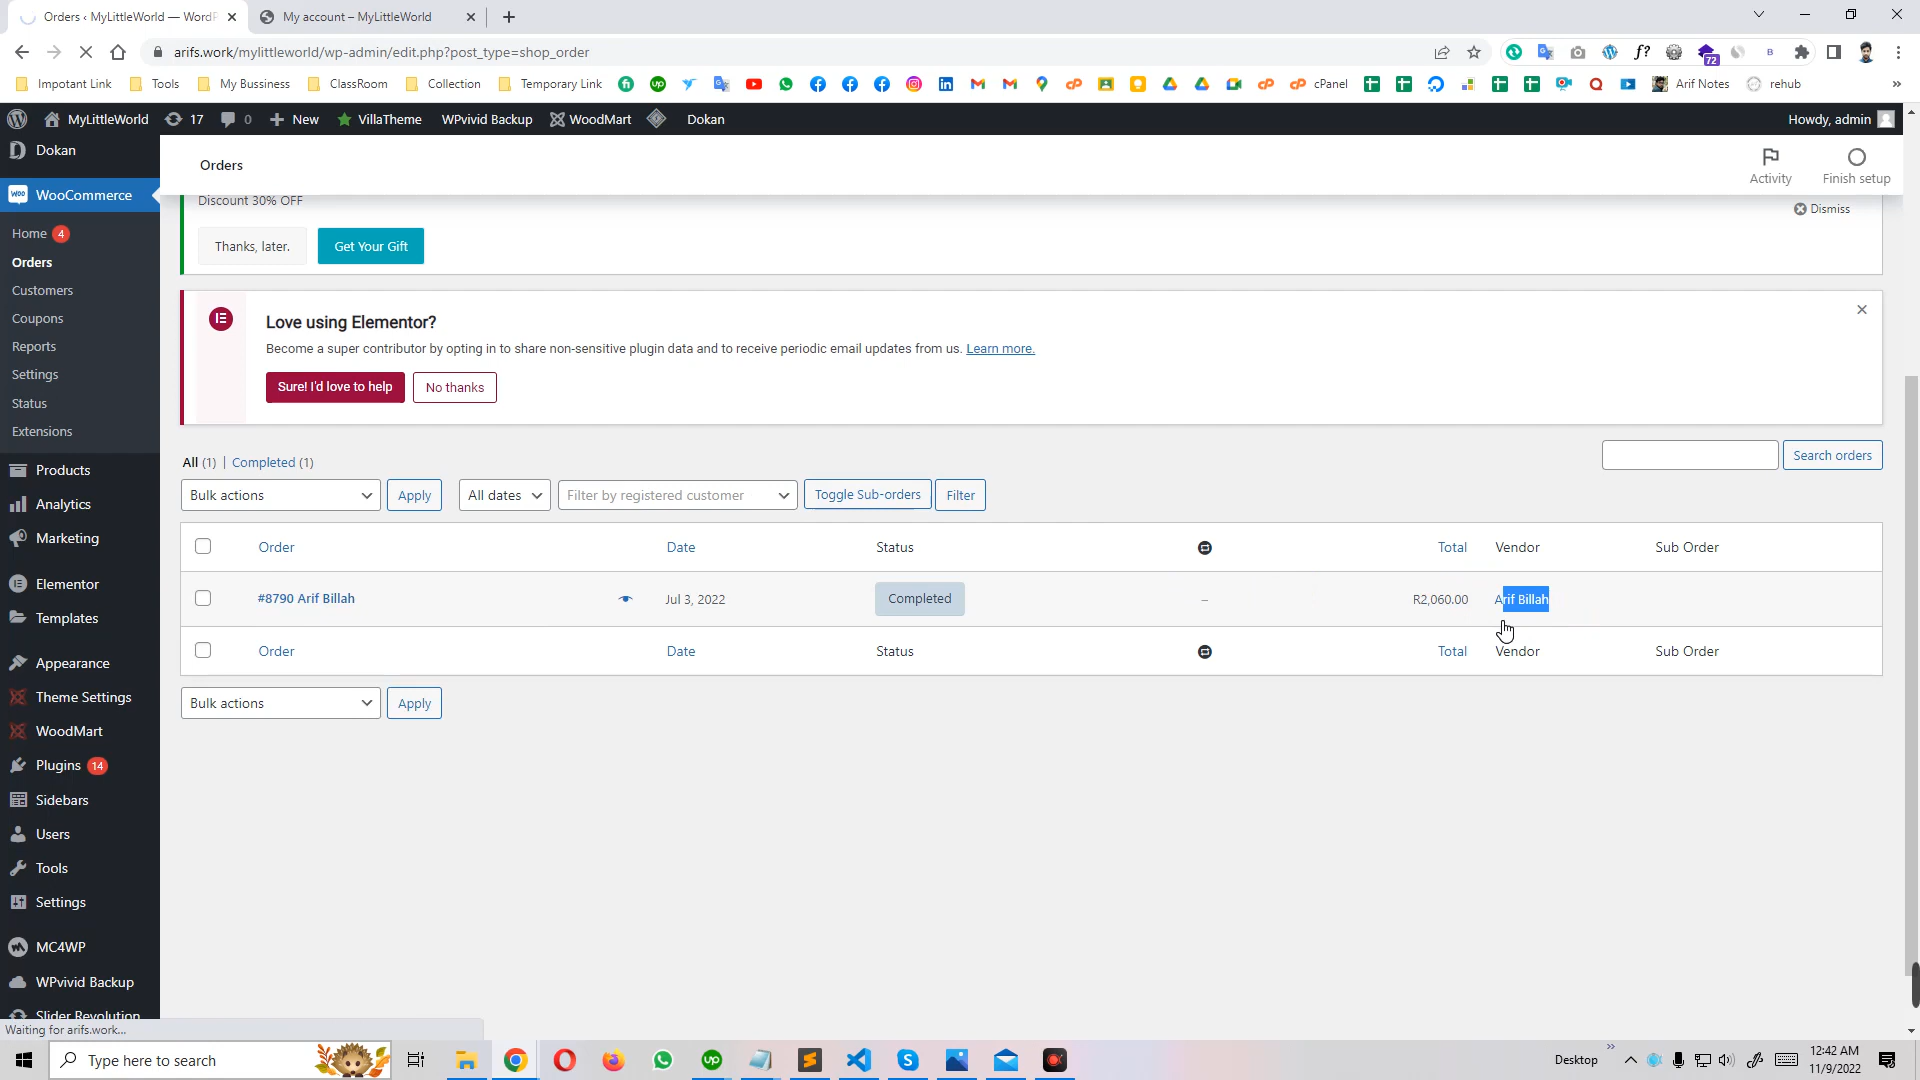 Orders ‹ MyLittleWorld — WordP
My account – MyLittleWorld
arifs.work/mylittleworld/wp-admin/edit.php?post_type=shop_order
72
Impotant Link
Tools
My Bussiness
ClassRoom
Collection
Temporary Link
cPanel
Arif Notes
rehub
MyLittleWorld
17
0
New
VillaTheme
WPvivid Backup
WoodMart
Dokan
Howdy, admin
Dokan
WooCommerce
Home 4
Orders
Customers
Coupons
Reports
Settings
Status
Extensions
Products
Analytics
Marketing
Elementor
Templates
Appearance
Theme Settings
WoodMart
Plugins 14
Sidebars
Users
Tools
Settings
MC4WP
WPvivid Backup
Slider Revolution
Orders
Activity
Finish setup
Discount 30% OFF
Dismiss
Thanks, later.
Get Your Gift
Love using Elementor?
Become a super contributor by opting in to share non-sensitive plugin data and to receive periodic email updates from us. Learn more.
Sure! I'd love to help
No thanks
All (1) | Completed (1)
Search orders
Bulk actions
Apply
All dates
Filter by registered customer
Toggle Sub-orders
Filter
Order Date Status Total Vendor Sub Order
#8790 Arif Billah Jul 3, 2022 Completed – R2,060.00 Arif Billah
Order Date Status Total Vendor Sub Order
Bulk actions
Apply
Waiting for arifs.work...
Type here to search
Desktop
12:42 AM
11/9/2022